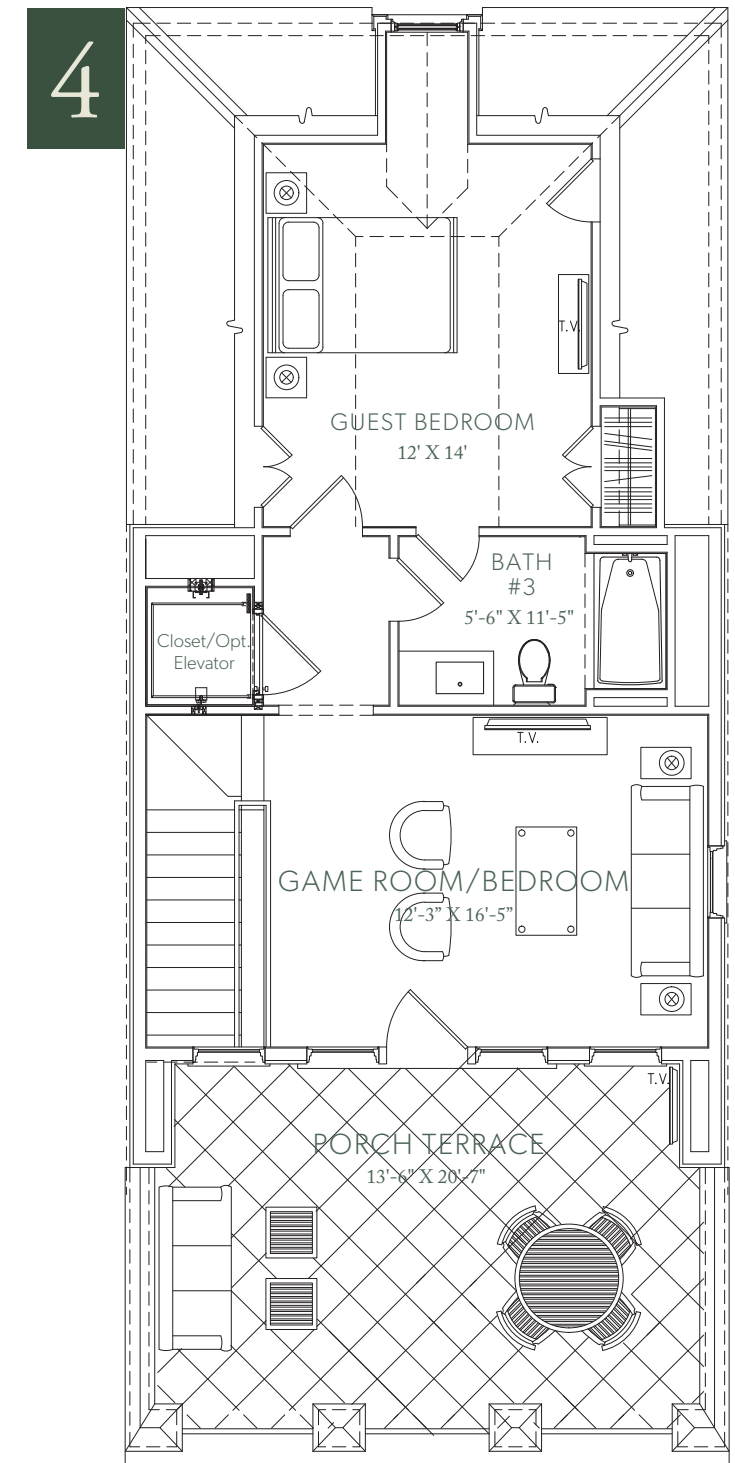 4
T.V.
GUEST BEDROOM
12' X 14'
BATH
#3
5'-6" X 11'-5"
Closet/Opt.
Elevator
T.V.
GAME ROOM/BEDROOM
12'-3” X 16'-5”
T.V.
PORCH TERRACE
13'-6" X 20'-7"